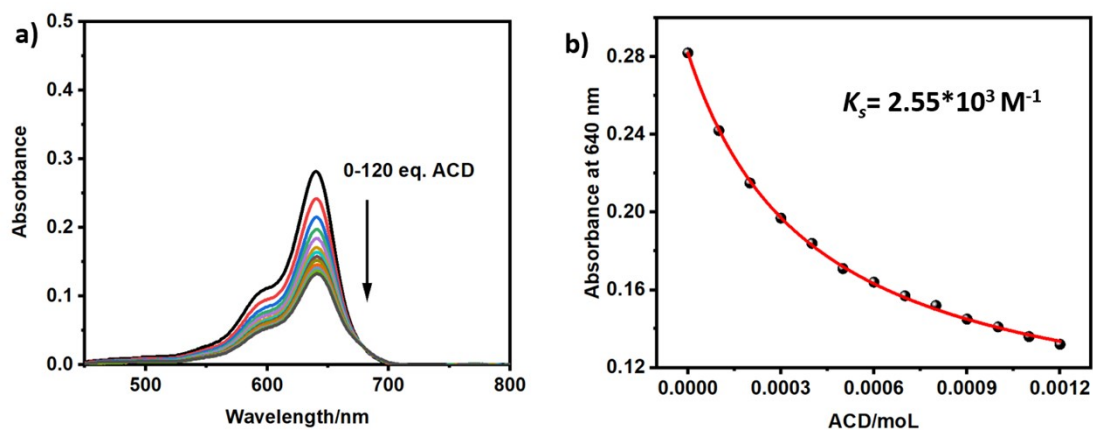 a)
0.5
0.4
0.3
0.2
0.1
0.0
Absorbance
0-120 eq. ACD
500
600
700
800
Wavelength/nm
b)
0.28
0.24
0.20
0.16
0.12
Absorbance at 640 nm
Ks= 2.55*10³ M⁻¹
0.0000
0.0003
0.0006
0.0009
0.0012
ACD/moL